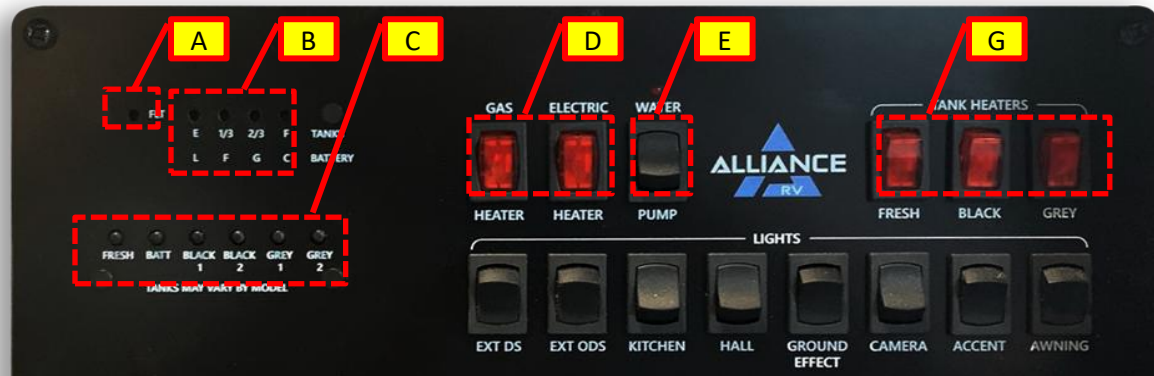 A B C D E G
GAS ELECTRIC WATER TANK HEATERS
E 1/3 2/3 F TANK
L F G C BATTERY
ALLIANCE
RV
HEATER HEATER PUMP FRESH BLACK GREY
LIGHTS
FRESH BATT BLACK 1 BLACK 2 GREY 1 GREY 2
TANKS MAY VARY BY MODEL
EXT DS EXT ODS KITCHEN HALL GROUND EFFECT CAMERA ACCENT AWNING